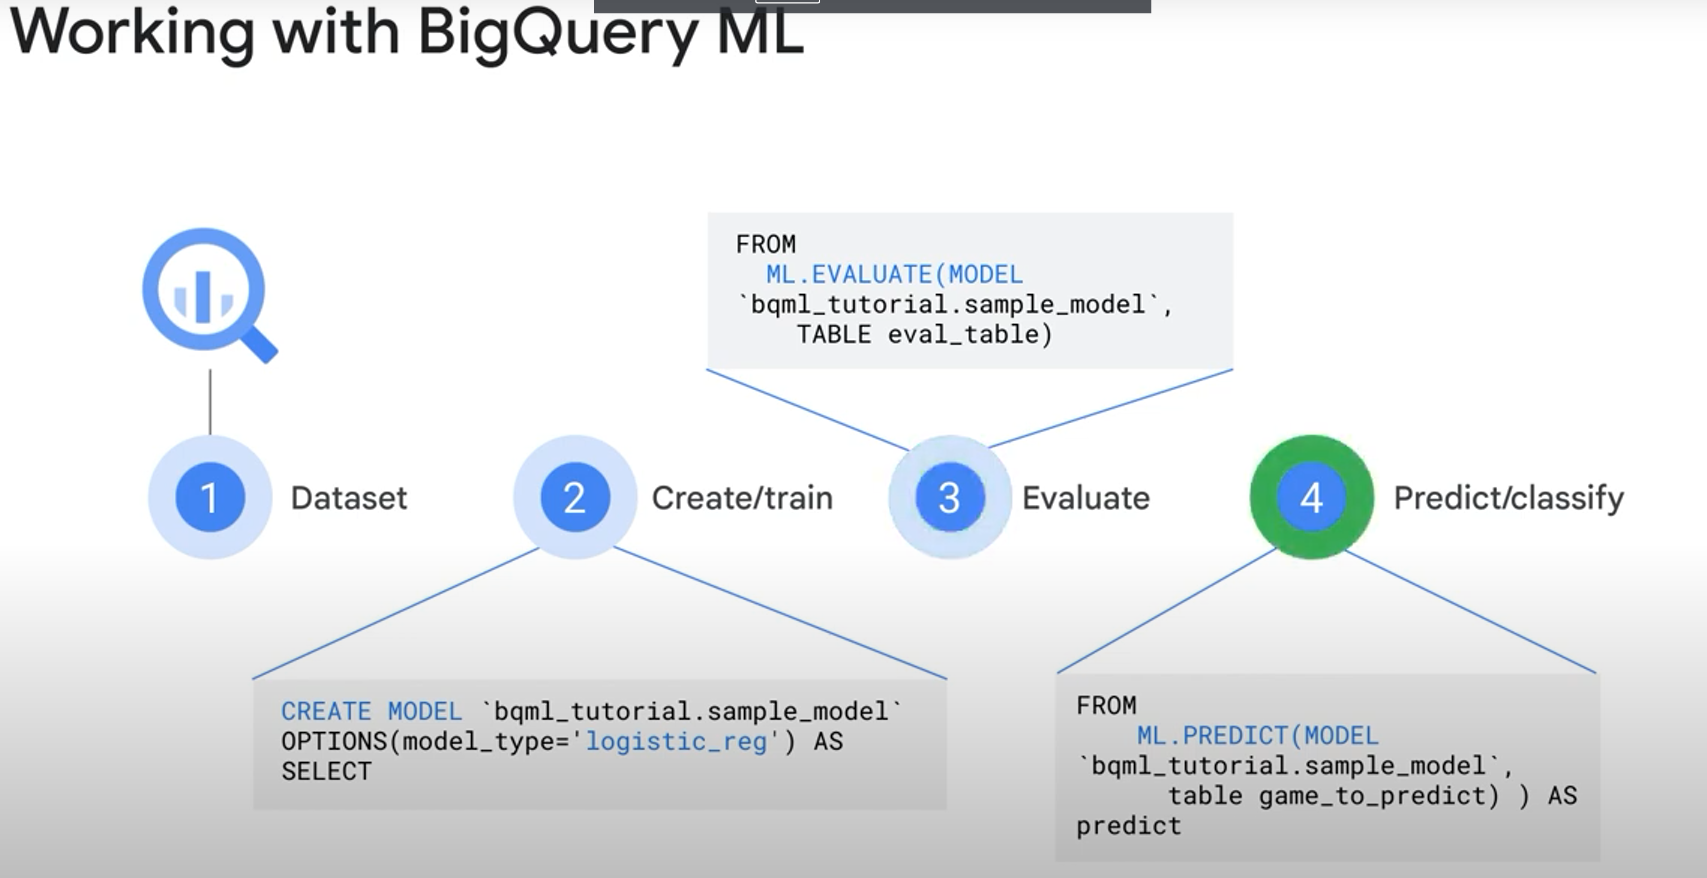 Working with BigQuery ML
FROM
ML.EVALUATE(MODEL
`bqml_tutorial.sample_model`,
TABLE eval_table)
1 Dataset
2 Create/train
3 Evaluate
4 Predict/classify
CREATE MODEL `bqml_tutorial.sample_model`
OPTIONS(model_type='logistic_reg') AS
SELECT
FROM
ML.PREDICT(MODEL
`bqml_tutorial.sample_model`,
table game_to_predict) ) AS
predict